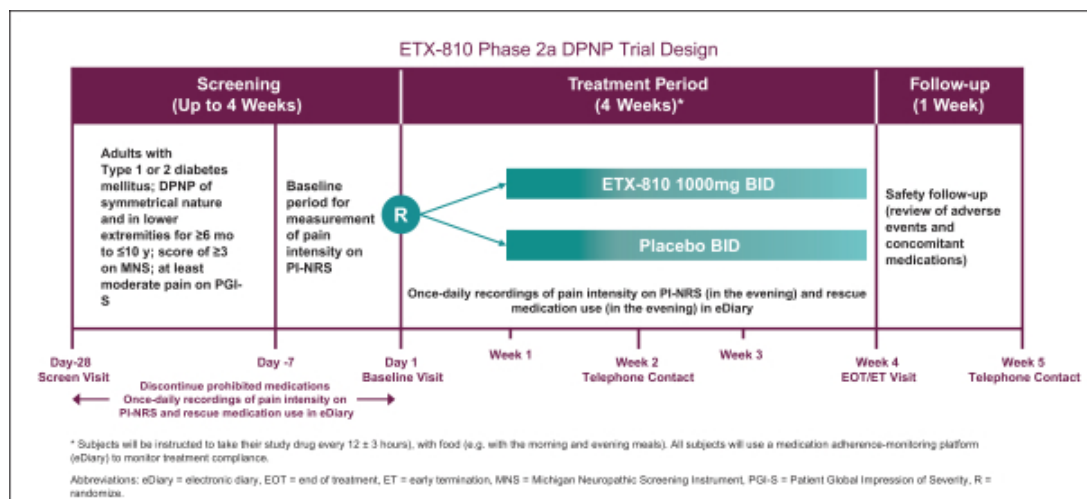 ETX-810 Phase 2a DPNP Trial Design
Screening
(Up to 4 Weeks)
Treatment Period
(4 Weeks)*
Follow-up
(1 Week)
Adults with
Type 1 or 2 diabetes
mellitus; DPNP of
symmetrical nature
and in lower
extremities for ≥6 mo
to ≤10 y; score of ≥3
on MNS; at least
moderate pain on PGI-
S
Baseline
period for
measurement
of pain
intensity on
PI-NRS
R
ETX-810 1000mg BID
Placebo BID
Once-daily recordings of pain intensity on PI-NRS (in the evening) and rescue
medication use (in the evening) in eDiary
Safety follow-up
(review of adverse
events and
concomitant
medications)
Day-28
Screen Visit
Day -7
Day 1
Baseline Visit
Week 1
Week 2
Telephone Contact
Week 3
Week 4
EOT/ET Visit
Week 5
Telephone Contact
Discontinue prohibited medications
Once-daily recordings of pain intensity on
PI-NRS and rescue medication use in eDiary
* Subjects will be instructed to take their study drug every 12 ± 3 hours), with food (e.g. with the morning and evening meals). All subjects will use a medication adherence-monitoring platform
(eDiary) to monitor treatment compliance.
Abbreviations: eDiary = electronic diary, EOT = end of treatment, ET = early termination, MNS = Michigan Neuropathic Screening Instrument, PGI-S = Patient Global Impression of Severity, R =
randomize.